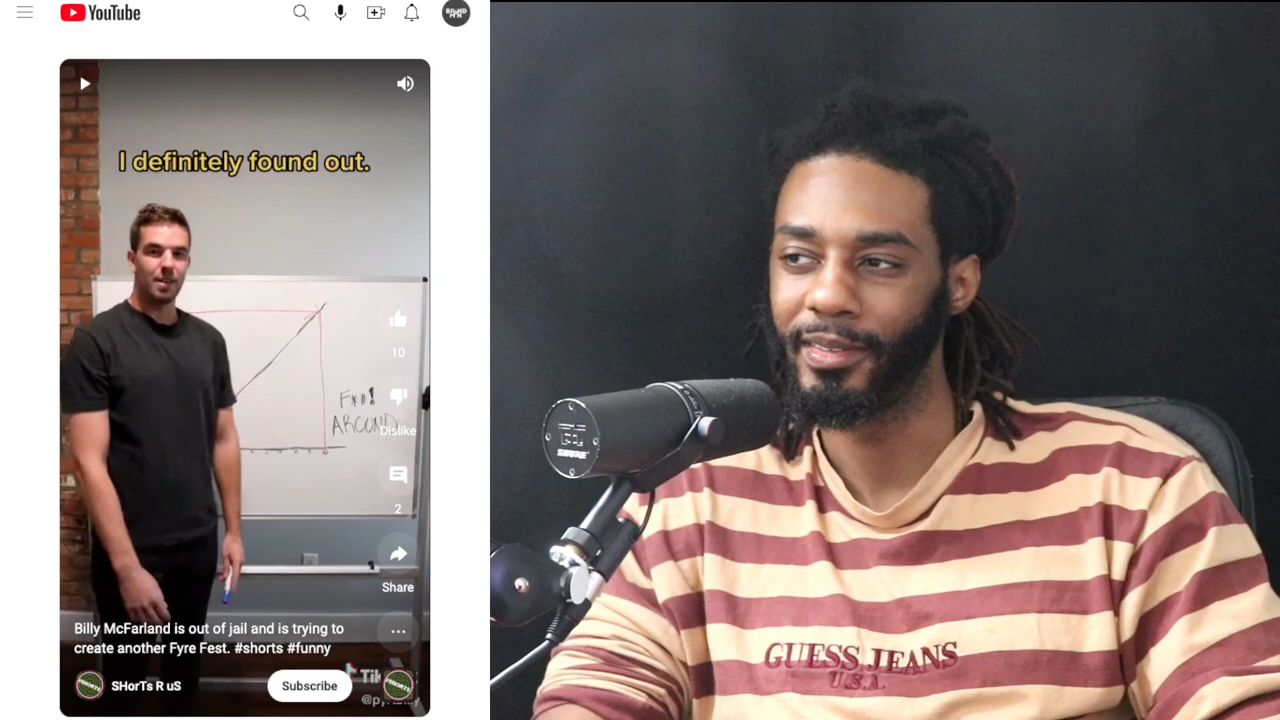 YouTube
BRAND
I definitely found out.
F*#!
AROUND
10
Dislike
2
Share
Billy McFarland is out of jail and is trying to
create another Fyre Fest. #shorts #funny
SHorTs R uS
Subscribe
SHURE
GUESS JEANS
U.S.A.